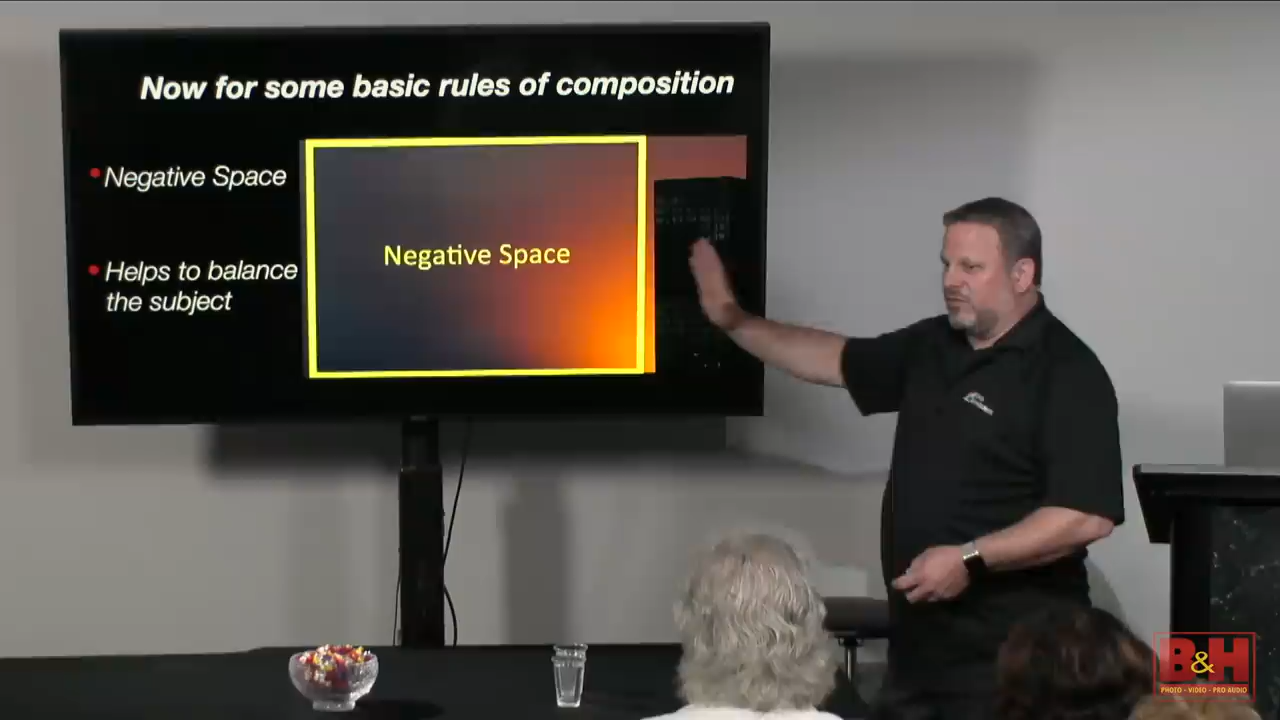 Now for some basic rules of composition
• Negative Space
Negative Space
• Helps to balance
the subject
B&H
PHOTO • VIDEO • PRO AUDIO